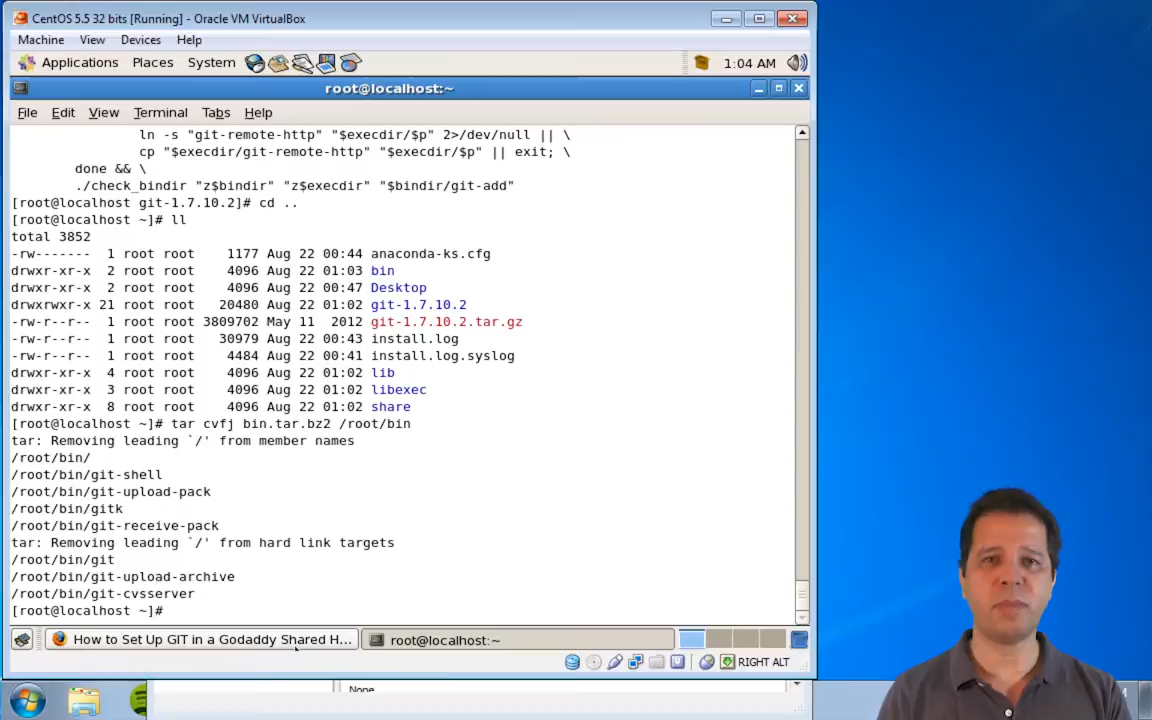 CentOS 5.5 32 bits [Running] - Oracle VM VirtualBox
Machine View Devices Help
Applications Places System 1:04 AM
root@localhost:~
File Edit View Terminal Tabs Help
ln -s "git-remote-http" "$execdir/$p" 2>/dev/null || \
cp "$execdir/git-remote-http" "$execdir/$p" || exit; \
done && \
./check_bindir "z$bindir" "z$execdir" "$bindir/git-add"
[root@localhost git-1.7.10.2]# cd ..
[root@localhost ~]# ll
total 3852
-rw------- 1 root root 1177 Aug 22 00:44 anaconda-ks.cfg
drwxr-xr-x 2 root root 4096 Aug 22 01:03 bin
drwxr-xr-x 2 root root 4096 Aug 22 00:47 Desktop
drwxrwxr-x 21 root root 20480 Aug 22 01:02 git-1.7.10.2
-rw-r--r-- 1 root root 3809702 May 11 2012 git-1.7.10.2.tar.gz
-rw-r--r-- 1 root root 30979 Aug 22 00:43 install.log
-rw-r--r-- 1 root root 4484 Aug 22 00:41 install.log.syslog
drwxr-xr-x 4 root root 4096 Aug 22 01:02 lib
drwxr-xr-x 3 root root 4096 Aug 22 01:02 libexec
drwxr-xr-x 8 root root 4096 Aug 22 01:02 share
[root@localhost ~]# tar cvfj bin.tar.bz2 /root/bin
tar: Removing leading `/' from member names
/root/bin/
/root/bin/git-shell
/root/bin/git-upload-pack
/root/bin/gitk
/root/bin/git-receive-pack
tar: Removing leading `/' from hard link targets
/root/bin/git
/root/bin/git-upload-archive
/root/bin/git-cvsserver
[root@localhost ~]#
How to Set Up GIT in a Godaddy Shared H... root@localhost:~
RIGHT ALT
None